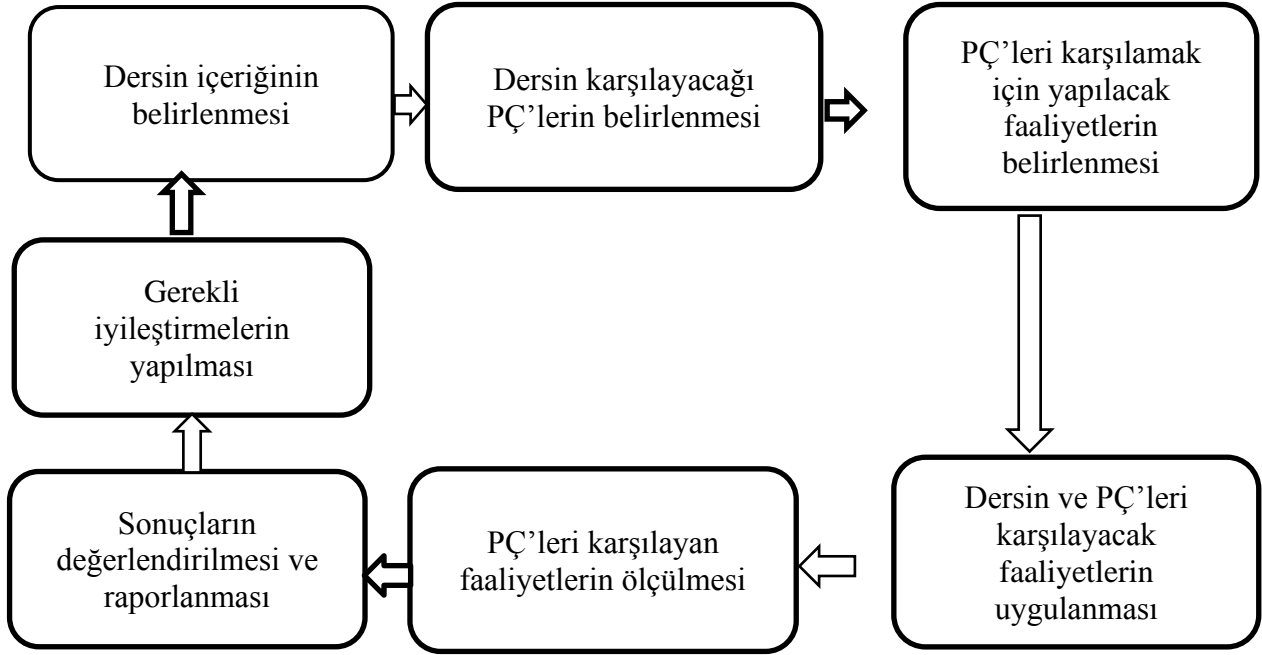 Dersin içeriğinin
belirlenmesi
Dersin karşılayacağı
PÇ’lerin belirlenmesi
PÇ’leri karşılamak
için yapılacak
faaliyetlerin
belirlenmesi
Dersin ve PÇ’leri
karşılayacak
faaliyetlerin
uygulanması
PÇ’leri karşılayan
faaliyetlerin ölçülmesi
Sonuçların
değerlendirilmesi ve
raporlanması
Gerekli
iyileştirmelerin
yapılması